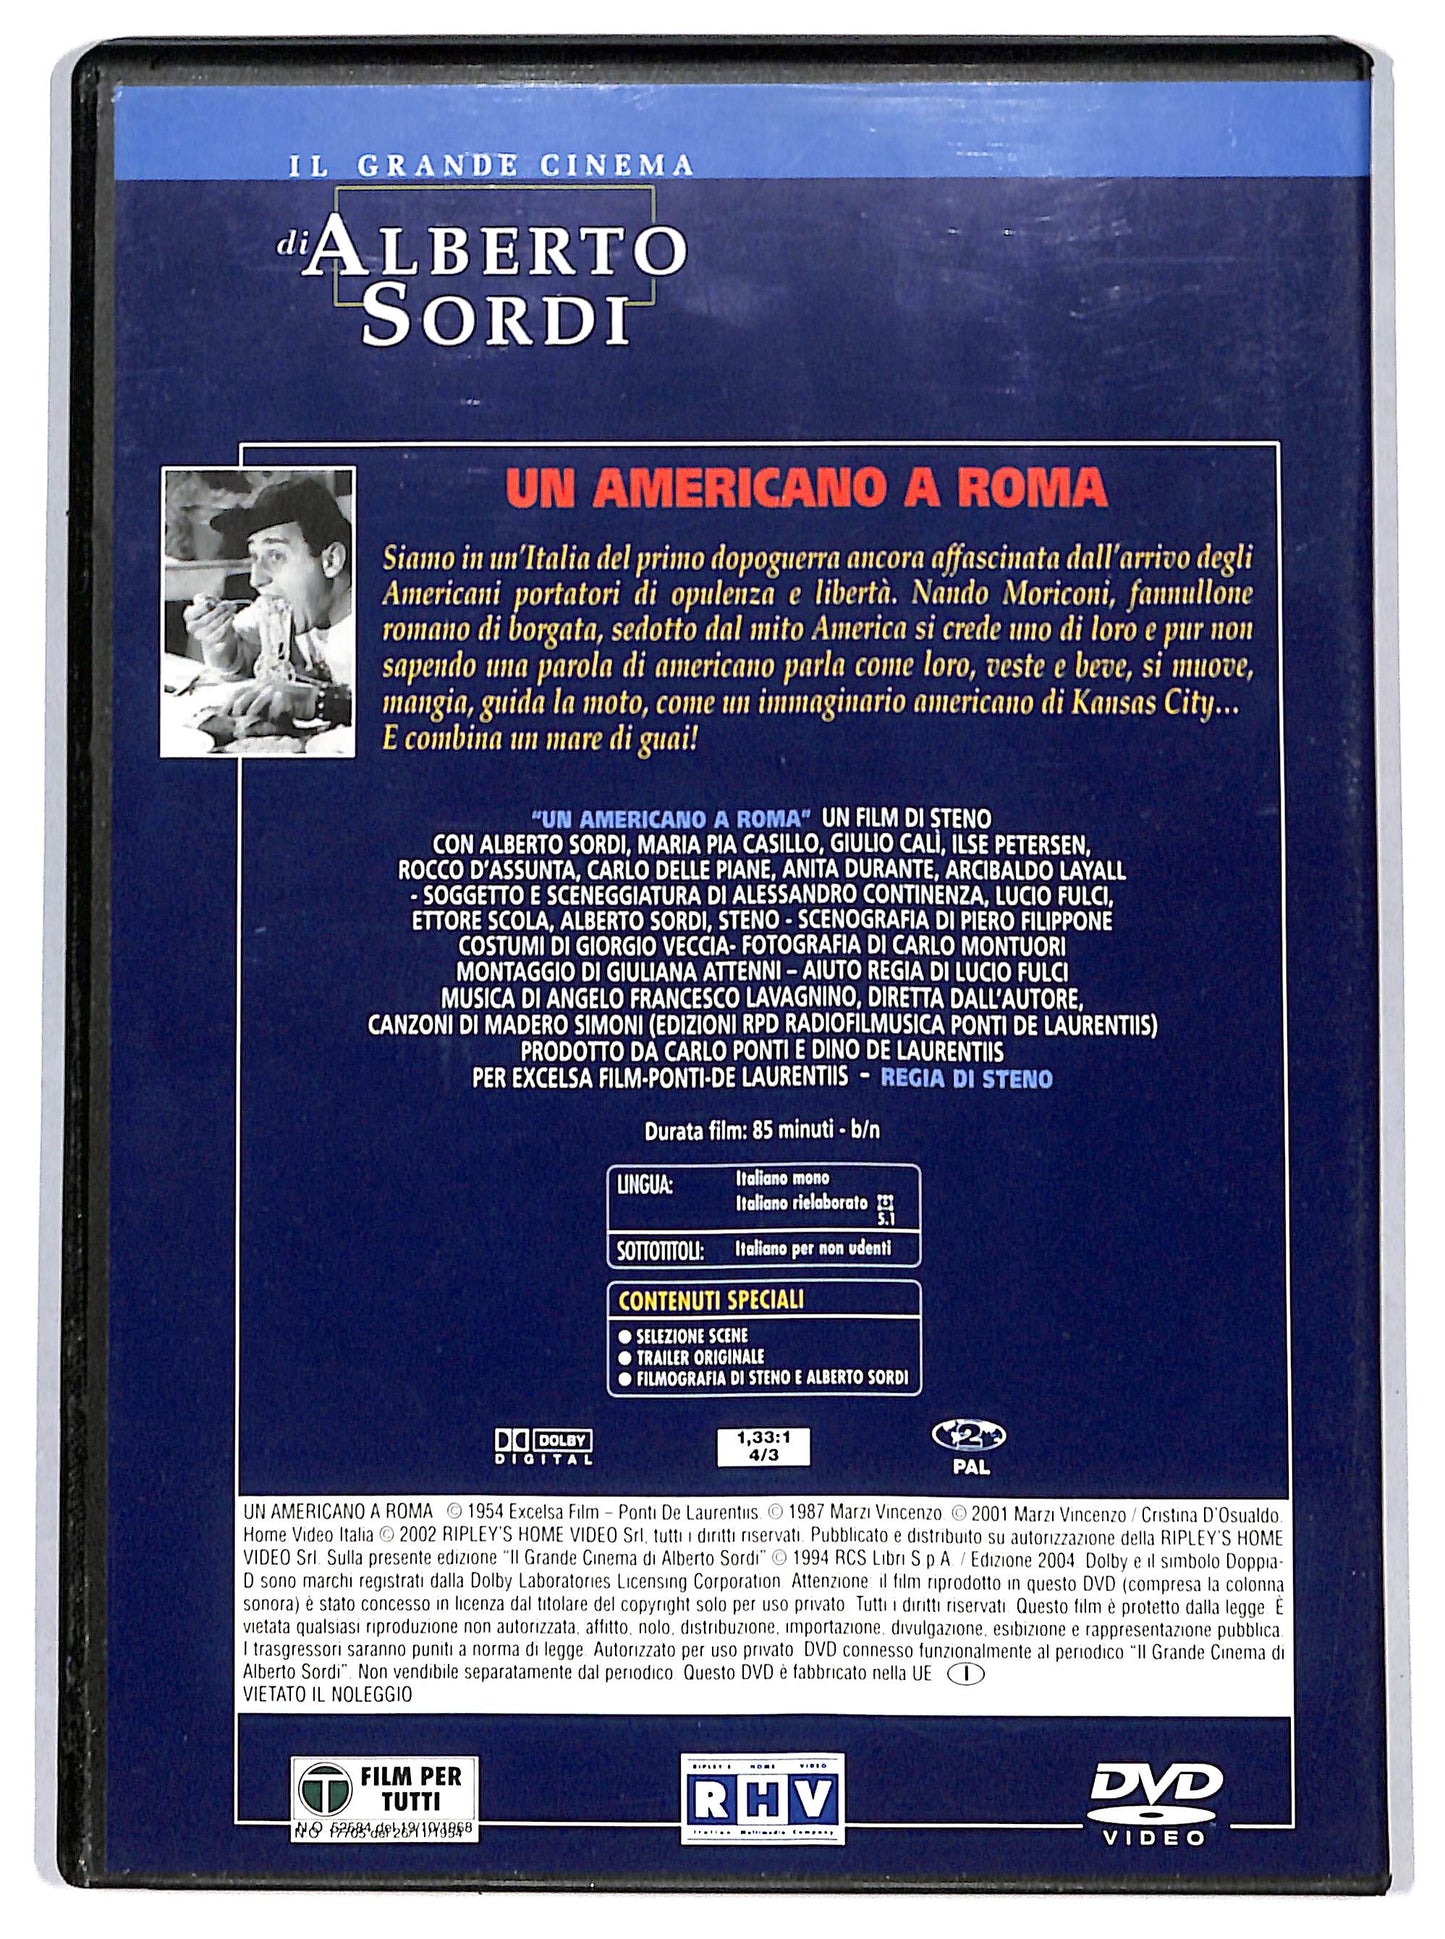 IL GRANDE CINEMA
di ALBERTO
SORDI
UN AMERICANO A ROMA
Siamo in un'Italia del primo dopoguerra ancora affascinata dall'arrivo degli
Americani portatori di opulenza e libertà. Nando Moriconi, fannullone
romano di borgata, sedotto dal mito America si crede uno di loro e pur non
sapendo una parola di americano parla come loro, veste e beve, si muove,
mangia, guida la moto, come un immaginario americano di Kansas City...
E combina un mare di guai!
"UN AMERICANO A ROMA" UN FILM DI STENO
CON ALBERTO SORDI, MARIA PIA CASILLO, GIULIO CALÌ, ILSE PETERSEN,
ROCCO D'ASSUNTA, CARLO DELLE PIANE, ANITA DURANTE, ARCIBALDO LAYALL
- SOGGETTO E SCENEGGIATURA DI ALESSANDRO CONTINENZA, LUCIO FULCI,
ETTORE SCOLA, ALBERTO SORDI, STENO - SCENOGRAFIA DI PIERO FILIPPONE
COSTUMI DI GIORGIO VECCIA- FOTOGRAFIA DI CARLO MONTUORI
MONTAGGIO DI GIULIANA ATTENNI – AIUTO REGIA DI LUCIO FULCI
MUSICA DI ANGELO FRANCESCO LAVAGNINO, DIRETTA DALL'AUTORE,
CANZONI DI MADERO SIMONI (EDIZIONI RPD RADIOFILMUSICA PONTI DE LAURENTIIS)
PRODOTTO DA CARLO PONTI E DINO DE LAURENTIIS
PER EXCELSA FILM-PONTI-DE LAURENTIIS – REGIA DI STENO
Durata film: 85 minuti - b/n
LINGUA: Italiano mono
Italiano rielaborato
5.1
SOTTOTITOLI: Italiano per non udenti
CONTENUTI SPECIALI
● SELEZIONE SCENE
● TRAILER ORIGINALE
● FILMOGRAFIA DI STENO E ALBERTO SORDI
DOLBY
DIGITAL
1,33:1
4/3
2
PAL
UN AMERICANO A ROMA © 1954 Excelsa Film – Ponti De Laurentiis. © 1987 Marzi Vincenzo. © 2001 Marzi Vincenzo / Cristina D'Osualdo.
Home Video Italia © 2002 RIPLEY'S HOME VIDEO Srl, tutti i diritti riservati. Pubblicato e distribuito su autorizzazione della RIPLEY'S HOME
VIDEO Srl. Sulla presente edizione "Il Grande Cinema di Alberto Sordi" © 1994 RCS Libri S.p.A. / Edizione 2004. Dolby e il simbolo Doppia-
D sono marchi registrati dalla Dolby Laboratories Licensing Corporation. Attenzione: il film riprodotto in questo DVD (compresa la colonna
sonora) è stato concesso in licenza dal titolare del copyright solo per uso privato. Tutti i diritti riservati. Questo film è protetto dalla legge. È
vietata qualsiasi riproduzione non autorizzata, affitto, nolo, distribuzione, importazione, divulgazione, esibizione e rappresentazione pubblica.
I trasgressori saranno puniti a norma di legge. Autorizzato per uso privato. DVD connesso funzionalmente al periodico "Il Grande Cinema di
Alberto Sordi". Non vendibile separatamente dal periodico. Questo DVD è fabbricato nella UE I
VIETATO IL NOLEGGIO
T FILM PER
TUTTI
N.O. 52584 del 19/10/1968
N.O. 17705 del 26/11/1954
RIPLEY'S HOME VIDEO
RHV
Italian Multimedia Company
DVD
VIDEO